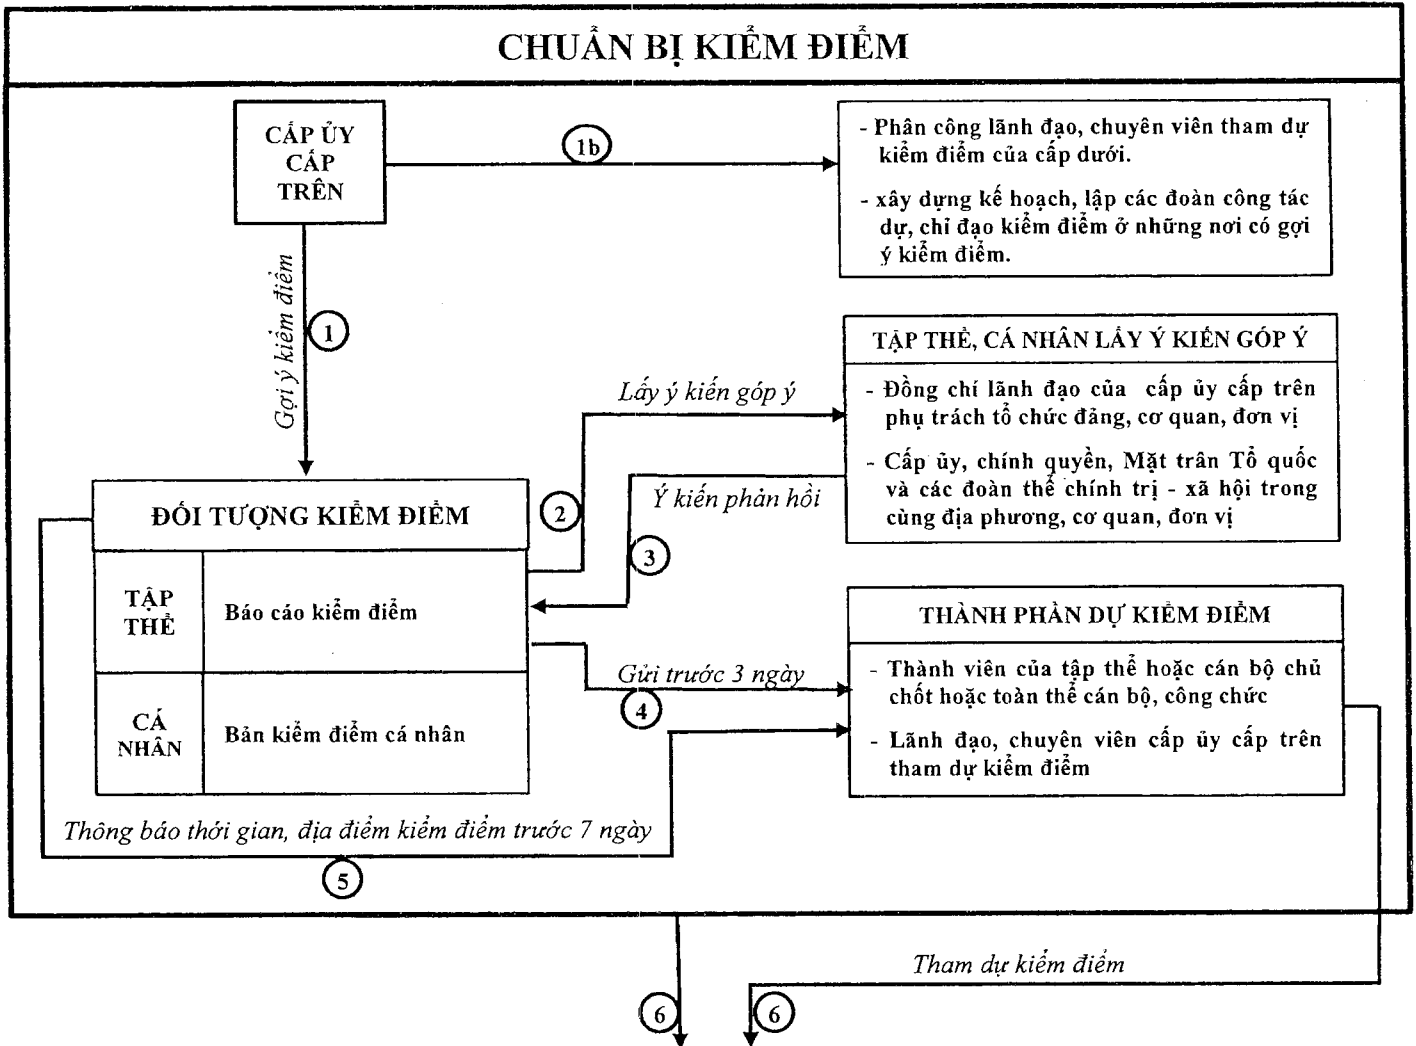 CHUẨN BỊ KIỂM ĐIỂM
CẤP ỦY
CẤP
TRÊN
1b
- Phân công lãnh đạo, chuyên viên tham dự
kiểm điểm của cấp dưới.
- xây dựng kế hoạch, lập các đoàn công tác
dự, chỉ đạo kiểm điểm ở những nơi có gợi
ý kiểm điểm.
Gợi ý kiểm điểm
1
TẬP THỂ, CÁ NHÂN LẤY Ý KIẾN GÓP Ý
- Đồng chí lãnh đạo của cấp ủy cấp trên
phụ trách tổ chức đảng, cơ quan, đơn vị
- Cấp ủy, chính quyền, Mặt trân Tổ quốc
và các đoàn thể chính trị - xã hội trong
cùng địa phương, cơ quan, đơn vị
Lấy ý kiến góp ý
2
Ý kiến phản hồi
3
ĐỐI TƯỢNG KIỂM ĐIỂM
TẬP
THỂ
Báo cáo kiểm điểm
CÁ
NHÂN
Bản kiểm điểm cá nhân
THÀNH PHẦN DỰ KIỂM ĐIỂM
- Thành viên của tập thể hoặc cán bộ chủ
chốt hoặc toàn thể cán bộ, công chức
- Lãnh đạo, chuyên viên cấp ủy cấp trên
tham dự kiểm điểm
Gửi trước 3 ngày
4
Thông báo thới gian, địa điểm kiểm điểm trước 7 ngày
5
Tham dự kiểm điểm
6
6